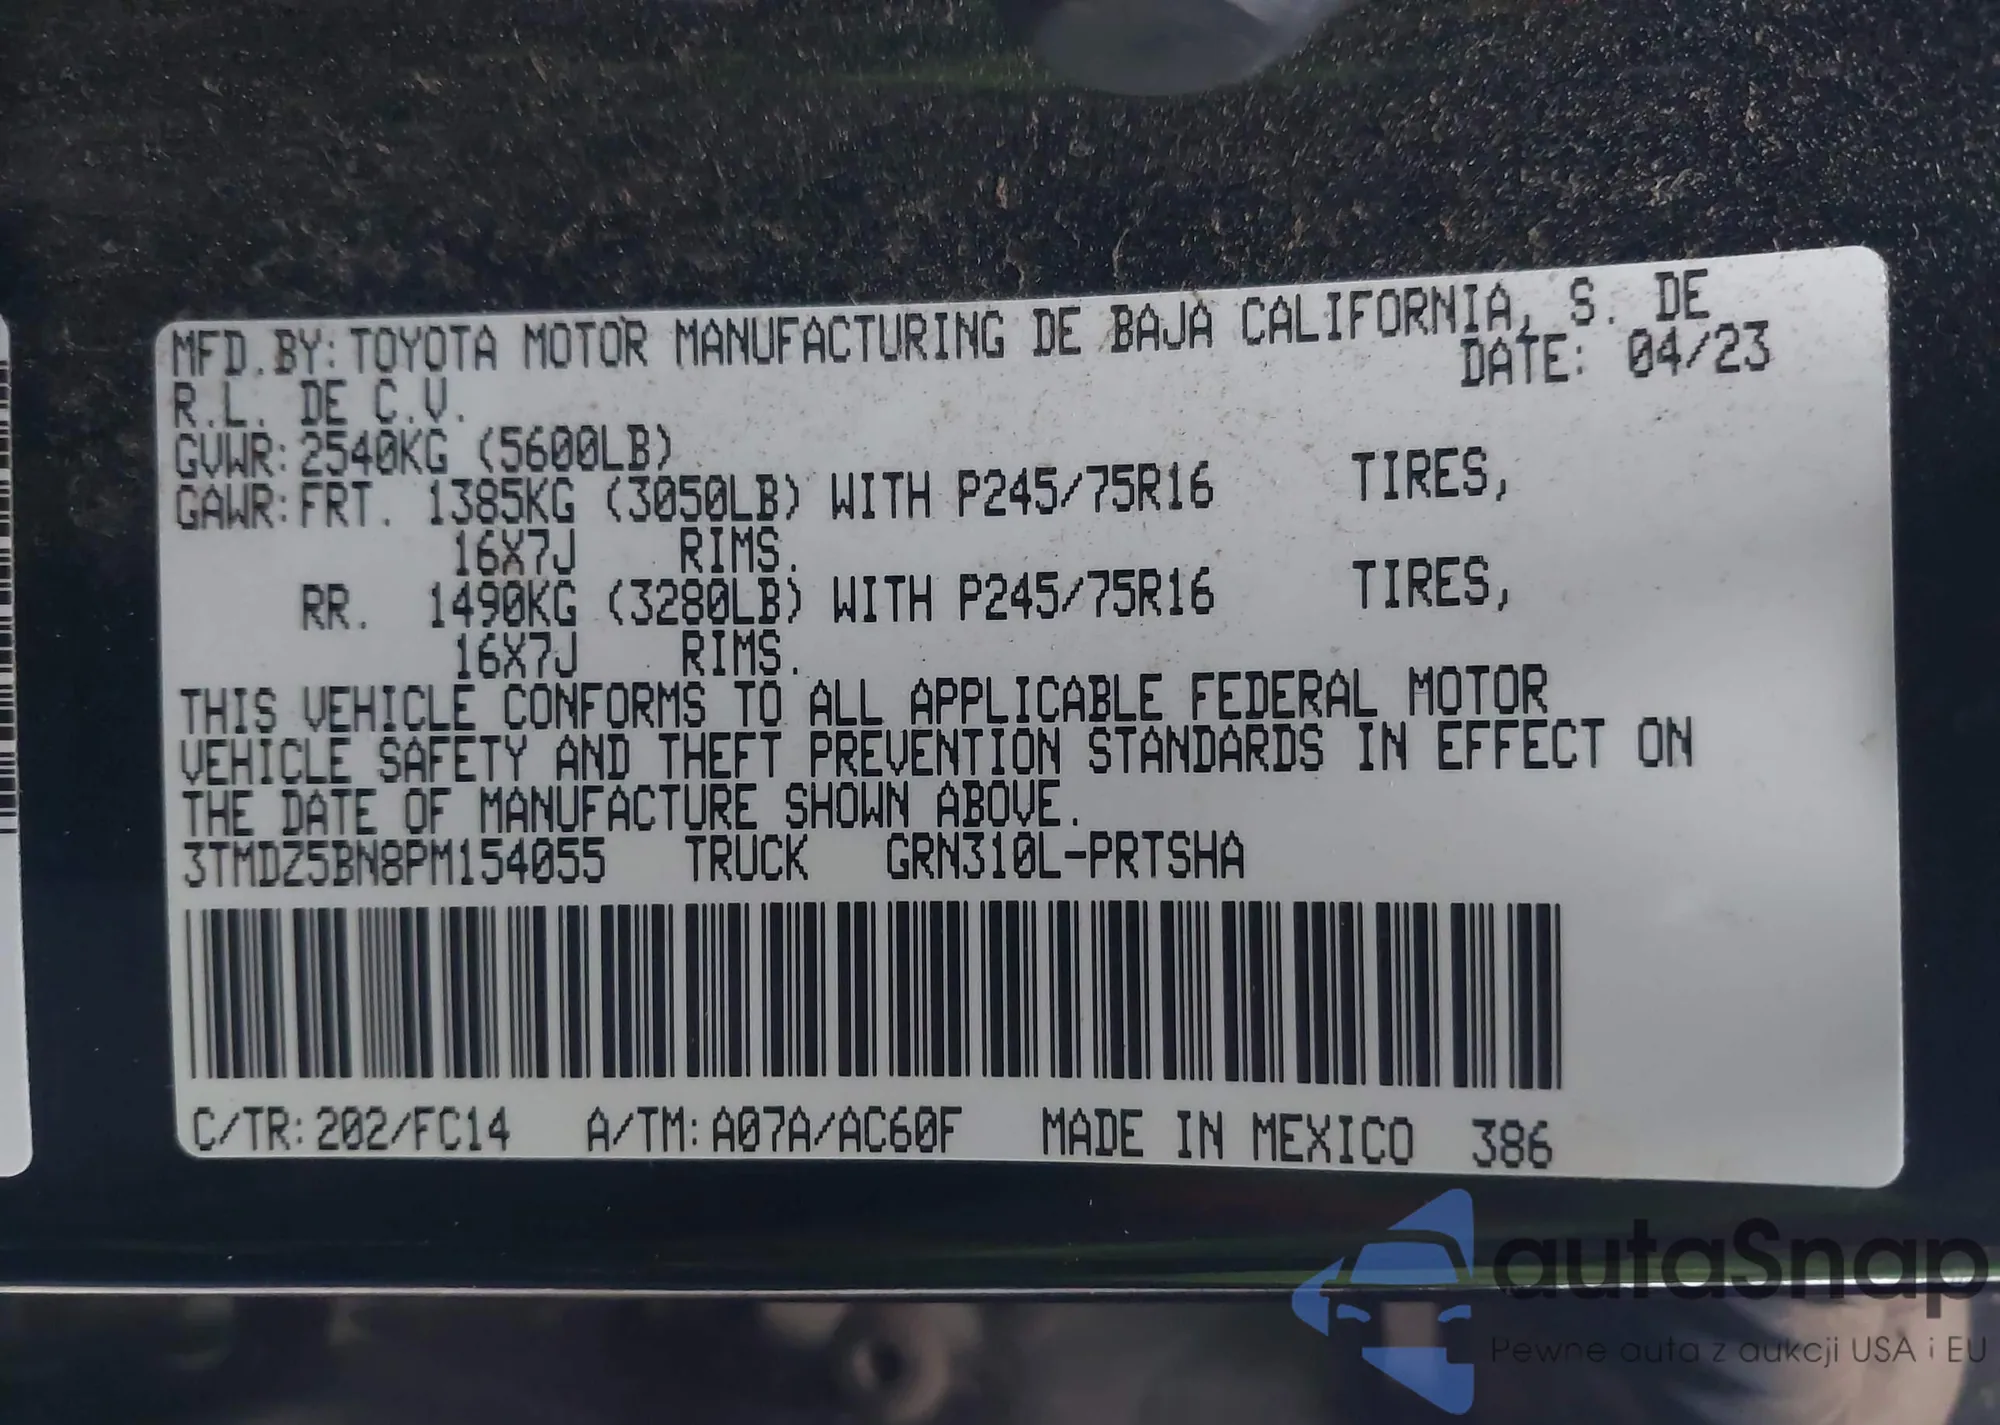 MFD.BY:TOYOTA MOTOR MANUFACTURING DE BAJA CALIFORNIA, S. DE
R.L. DE C.V. DATE: 04/23
GVWR:2540KG (5600LB)
GAWR:FRT. 1385KG (3050LB) WITH P245/75R16 TIRES,
16X7J RIMS.
RR. 1490KG (3280LB) WITH P245/75R16 TIRES,
16X7J RIMS.
THIS VEHICLE CONFORMS TO ALL APPLICABLE FEDERAL MOTOR
VEHICLE SAFETY AND THEFT PREVENTION STANDARDS IN EFFECT ON
THE DATE OF MANUFACTURE SHOWN ABOVE.
3TMDZ5BN8PM154055 TRUCK GRN310L-PRTSHA
C/TR:202/FC14 A/TM:A07A/AC60F MADE IN MEXICO 386
autaSnap
Pewne auta z aukcji USA i EU